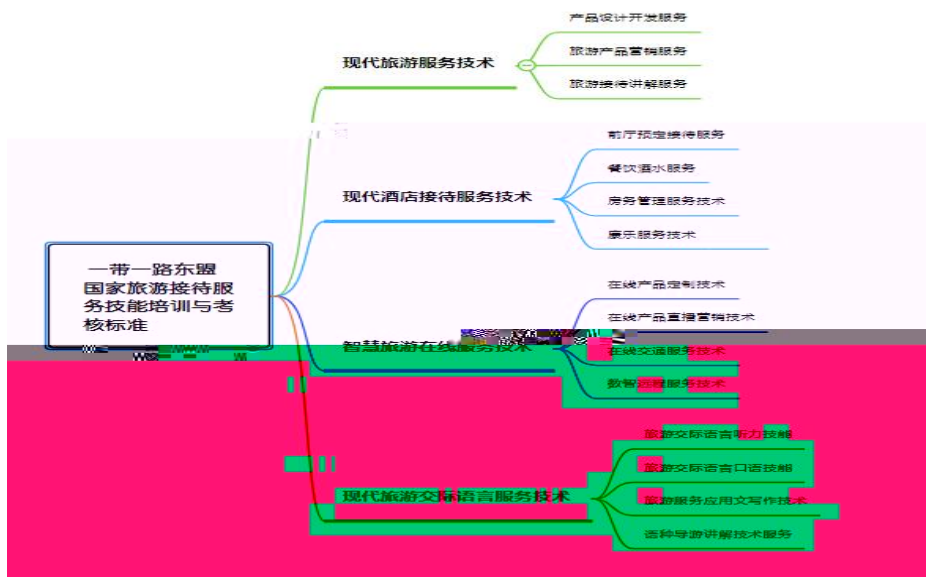 产品设计开发服务
现代旅游服务技术
旅游产品营销服务
旅游接待讲解服务
前厅预定接待服务
餐饮酒水服务
现代酒店接待服务技术
房务管理服务技术
康乐服务技术
一带一路东盟
国家旅游接待服
务技能培训与考
核标准
在线产品定制技术
在线产品直播营销技术
智慧旅游在线服务技术
在线交通服务技术
数智远程服务技术
旅游交际语言听力技能
旅游交际语言口语技能
现代旅游交际语言服务技术
旅游服务应用文写作技术
语种导游讲解技术服务